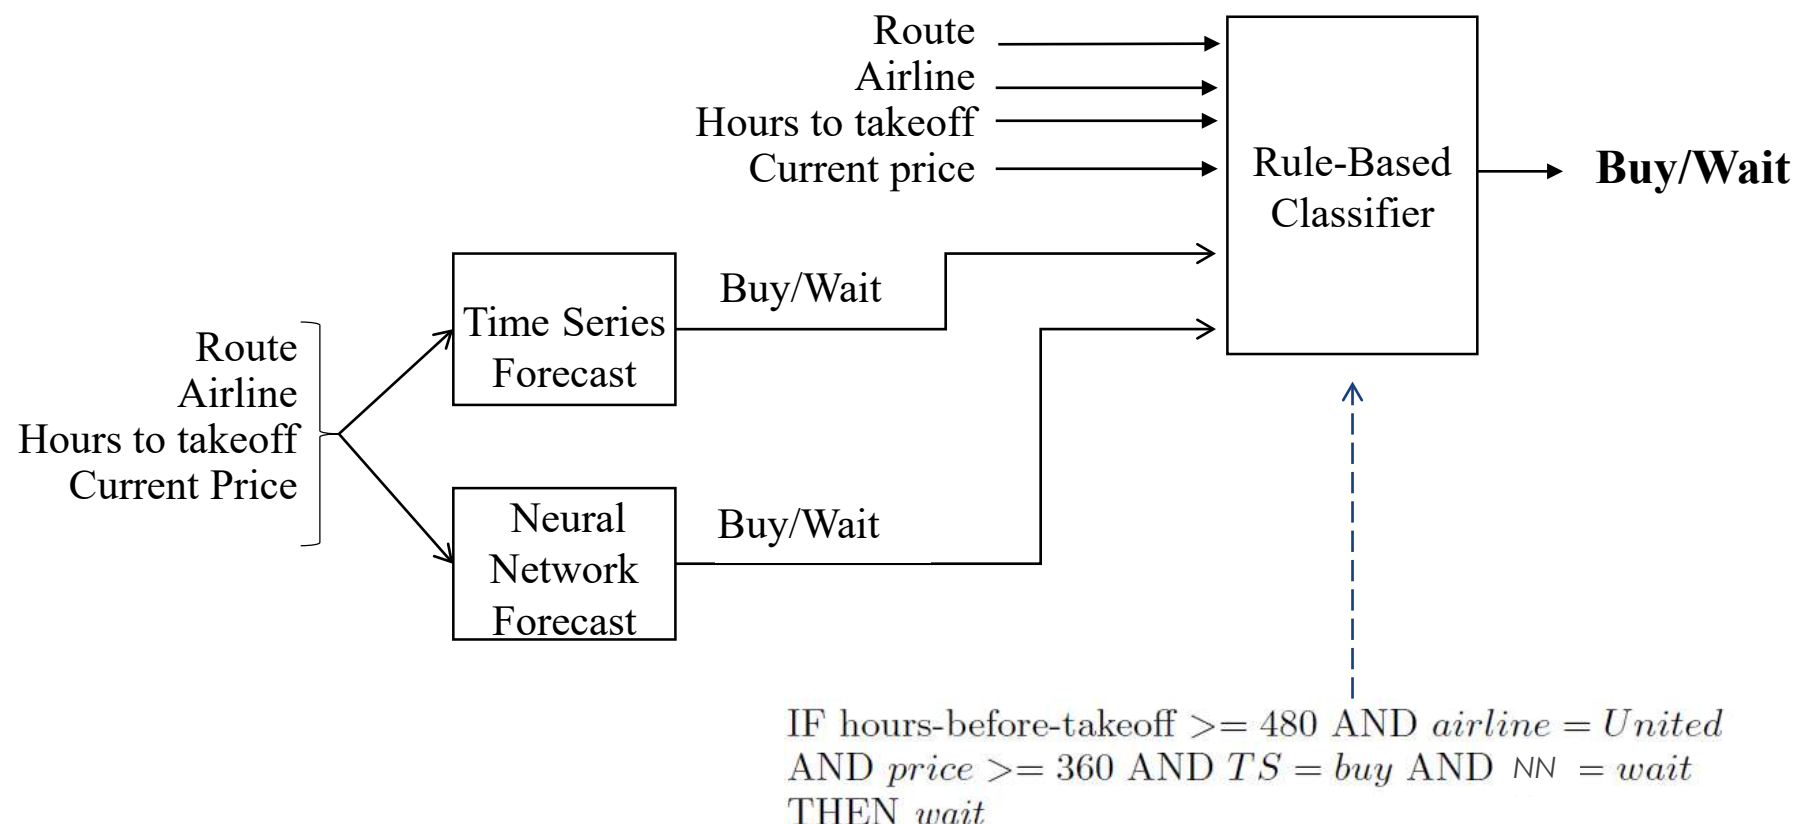 Route
Airline
Hours to takeoff
Current price
Rule-Based
Classifier
Buy/Wait
Buy/Wait
Time Series
Forecast
Route
Airline
Hours to takeoff
Current Price
Neural
Network
Forecast
Buy/Wait
IF hours-before-takeoff >= 480 AND airline = United
AND price >= 360 AND TS = buy AND NN = wait
THEN wait